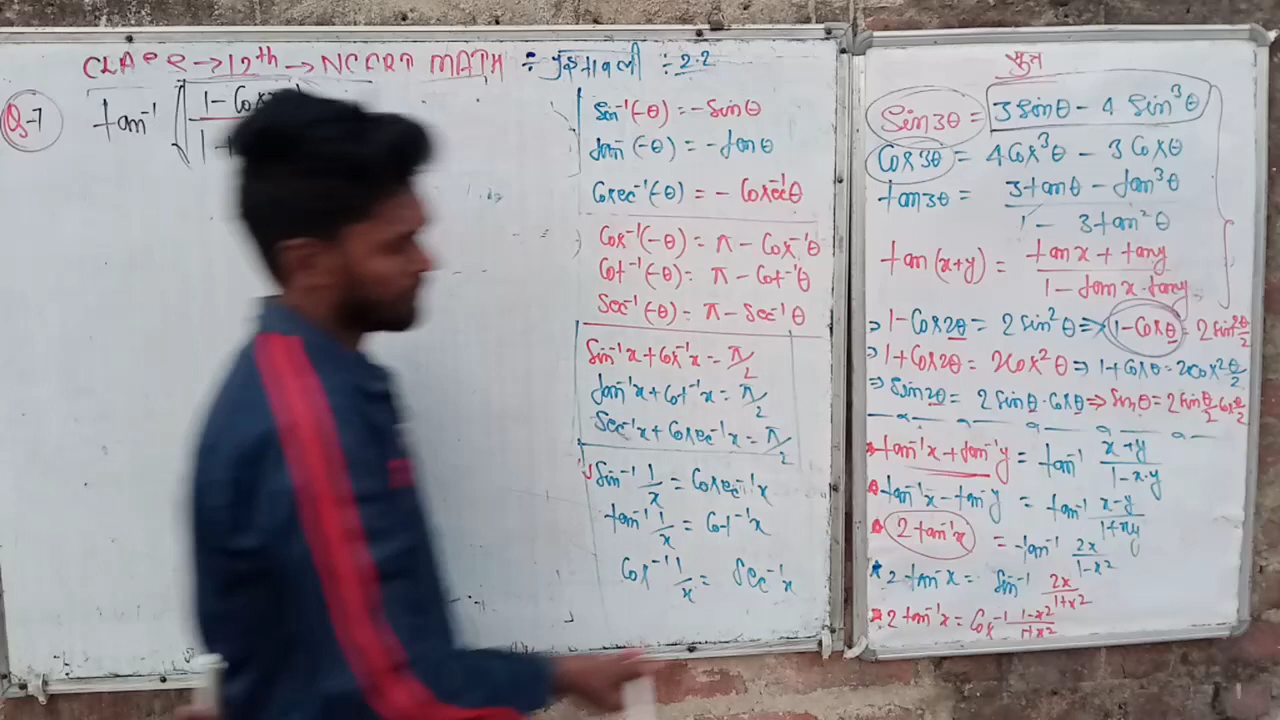 CLASS → 12th → NCERT MATH ÷ प्रश्नावली ÷ 2.2
Q-7 tan⁻¹ √ 1 - Cosx
1
Sin⁻¹(-θ) = -Sinθ
tan⁻(-θ) = -tanθ
Cosec⁻¹(-θ) = - Cosec⁻¹θ
Cos⁻¹(-θ) = π - Cos⁻¹θ
Cot⁻¹(-θ) = π - Cot⁻¹θ
Sec⁻¹(-θ) = π - Sec⁻¹θ
Sin⁻¹x + Cos⁻¹x = π/2
tan⁻¹x + Cot⁻¹x = π/2
Sec⁻¹x + Cosec⁻¹x = π/2
Sin⁻¹ 1/x = Cosec⁻¹x
tan⁻¹ 1/x = Cot⁻¹x
Cos⁻¹ 1/x = Sec⁻¹x
सूत्र
Sin3θ = 3Sinθ - 4 Sin³θ
Cos3θ = 4Cos³θ - 3Cosθ
tan3θ = 3tanθ - tan³θ / 1 - 3tan²θ
tan(x+y) = tanx + tany / 1 - tanx·tany
→ 1-Cos2θ = 2Sin²θ ⇒ 1-Cosθ = 2Sin²θ/2
→ 1+Cos2θ = 2Cos²θ ⇒ 1+Cosθ = 2Cos²θ/2
⇒ Sin2θ = 2Sinθ·Cosθ ⇒ Sinθ = 2Sinθ/2 Cosθ/2
tan⁻¹x + tan⁻¹y = tan⁻¹ x+y / 1-x·y
tan⁻¹x - tan⁻¹y = tan⁻¹ x-y / 1+xy
2tan⁻¹x = tan⁻¹ 2x / 1-x²
* 2tan⁻¹x = Sin⁻¹ 2x / 1+x²
* 2tan⁻¹x = Cos⁻¹ 1-x² / 1+x²